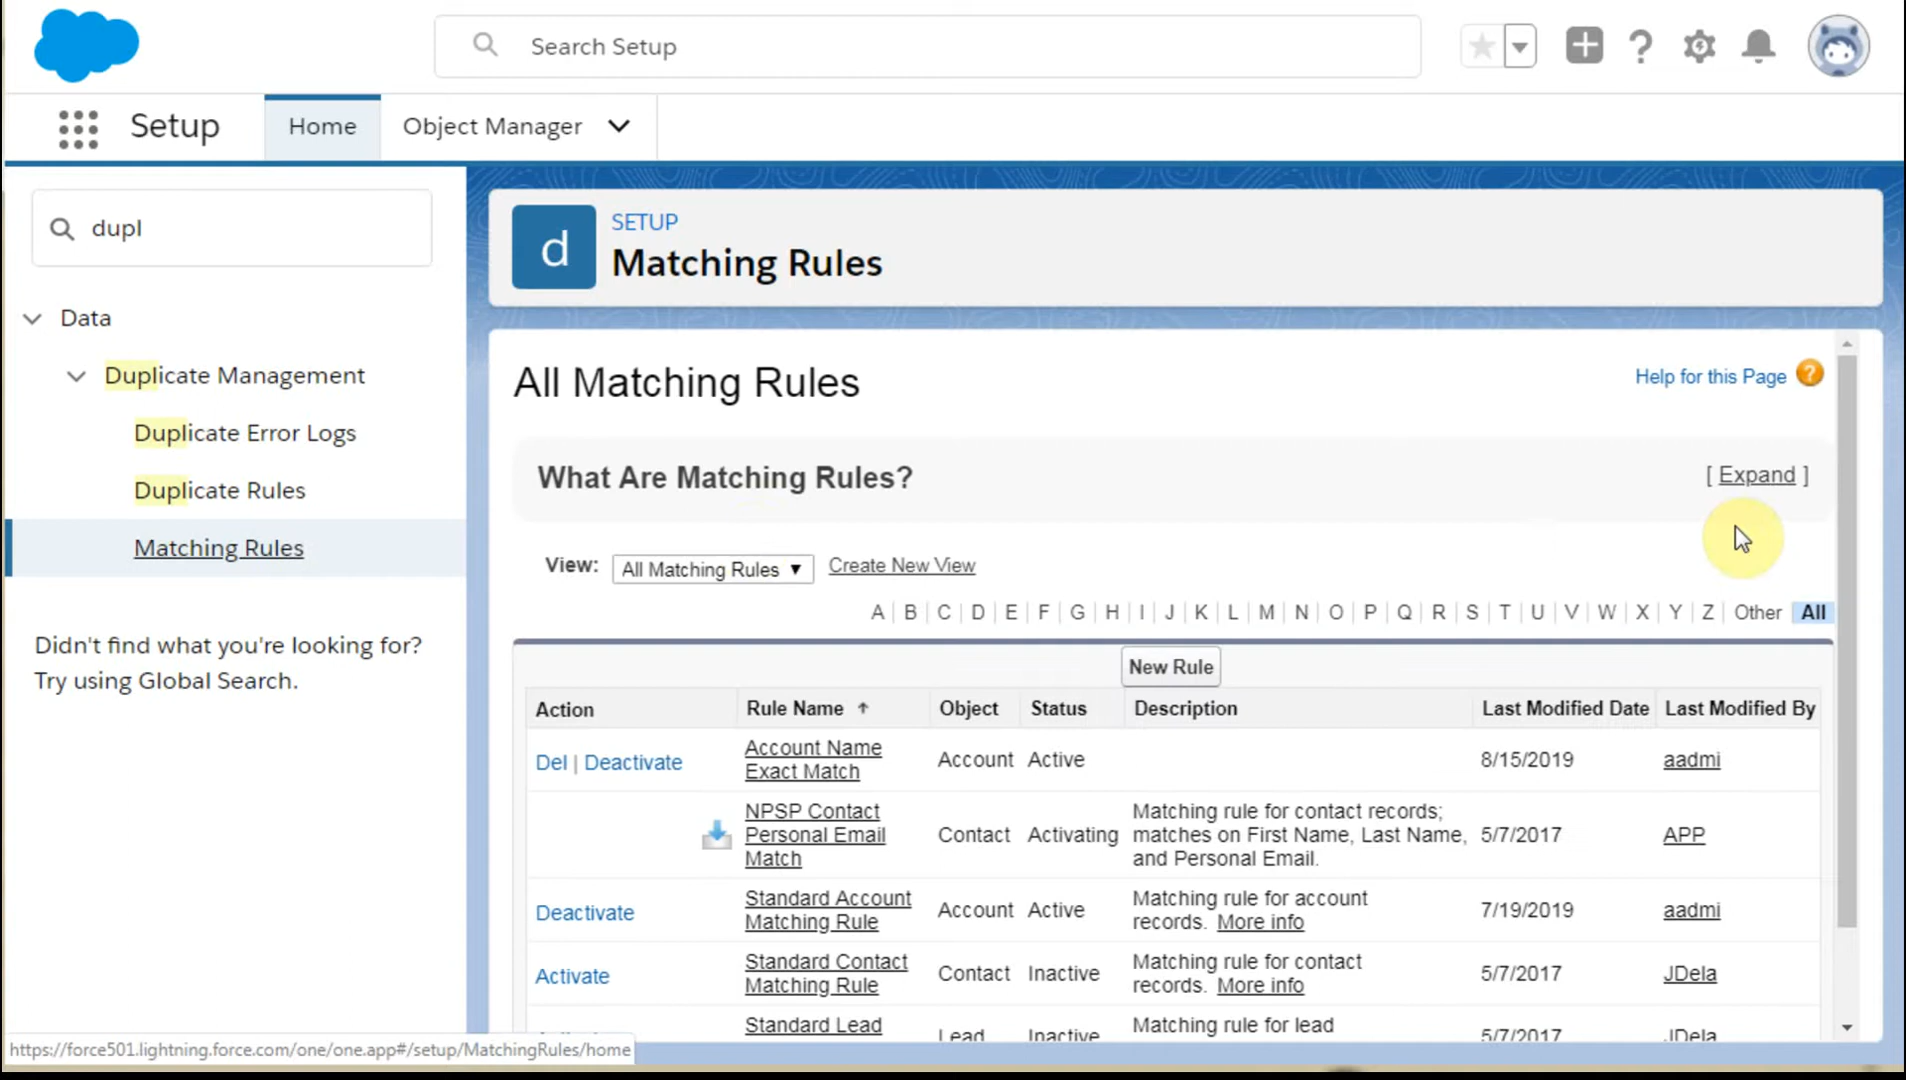 Search Setup
Setup
Home
Object Manager
dupl
Data
Duplicate Management
Duplicate Error Logs
Duplicate Rules
Matching Rules
Didn't find what you're looking for?
Try using Global Search.
d
SETUP
Matching Rules
All Matching Rules
Help for this Page ?
What Are Matching Rules?
[ Expand ]
View: All Matching Rules ▼ Create New View
A | B | C | D | E | F | G | H | I | J | K | L | M | N | O | P | Q | R | S | T | U | V | W | X | Y | Z | Other All
New Rule
Action Rule Name ↑ Object Status Description Last Modified Date Last Modified By
Del | Deactivate
Account Name
Exact Match
Account Active 8/15/2019 aadmi
NPSP Contact
Personal Email
Match
Contact Activating
Matching rule for contact records;
matches on First Name, Last Name,
and Personal Email.
5/7/2017 APP
Deactivate
Standard Account
Matching Rule
Account Active
Matching rule for account
records. More info
7/19/2019 aadmi
Activate
Standard Contact
Matching Rule
Contact Inactive
Matching rule for contact
records. More info
5/7/2017 JDela
Standard Lead
Lead Inactive
Matching rule for lead
5/7/2017 JDela
https://force501.lightning.force.com/one/one.app#/setup/MatchingRules/home